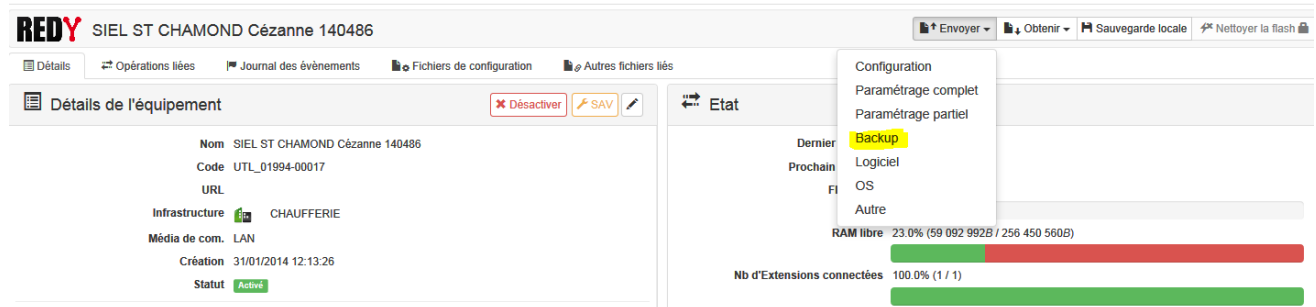 REDY SIEL ST CHAMOND Cézanne 140486
Envoyer Obtenir Sauvegarde locale Nettoyer la flash
Détails Opérations liées Journal des évènements Fichiers de configuration Autres fichiers liés
Détails de l'équipement
Désactiver SAV
Nom SIEL ST CHAMOND Cézanne 140486
Code UTL_01994-00017
URL
Infrastructure CHAUFFERIE
Média de com. LAN
Création 31/01/2014 12:13:26
Statut Activé
Etat
Configuration
Paramétrage complet
Paramétrage partiel
Backup
Logiciel
OS
Autre
Dernier
Prochain
RAM libre 23.0% (59 092 992B / 256 450 560B)
Nb d'Extensions connectées 100.0% (1 / 1)